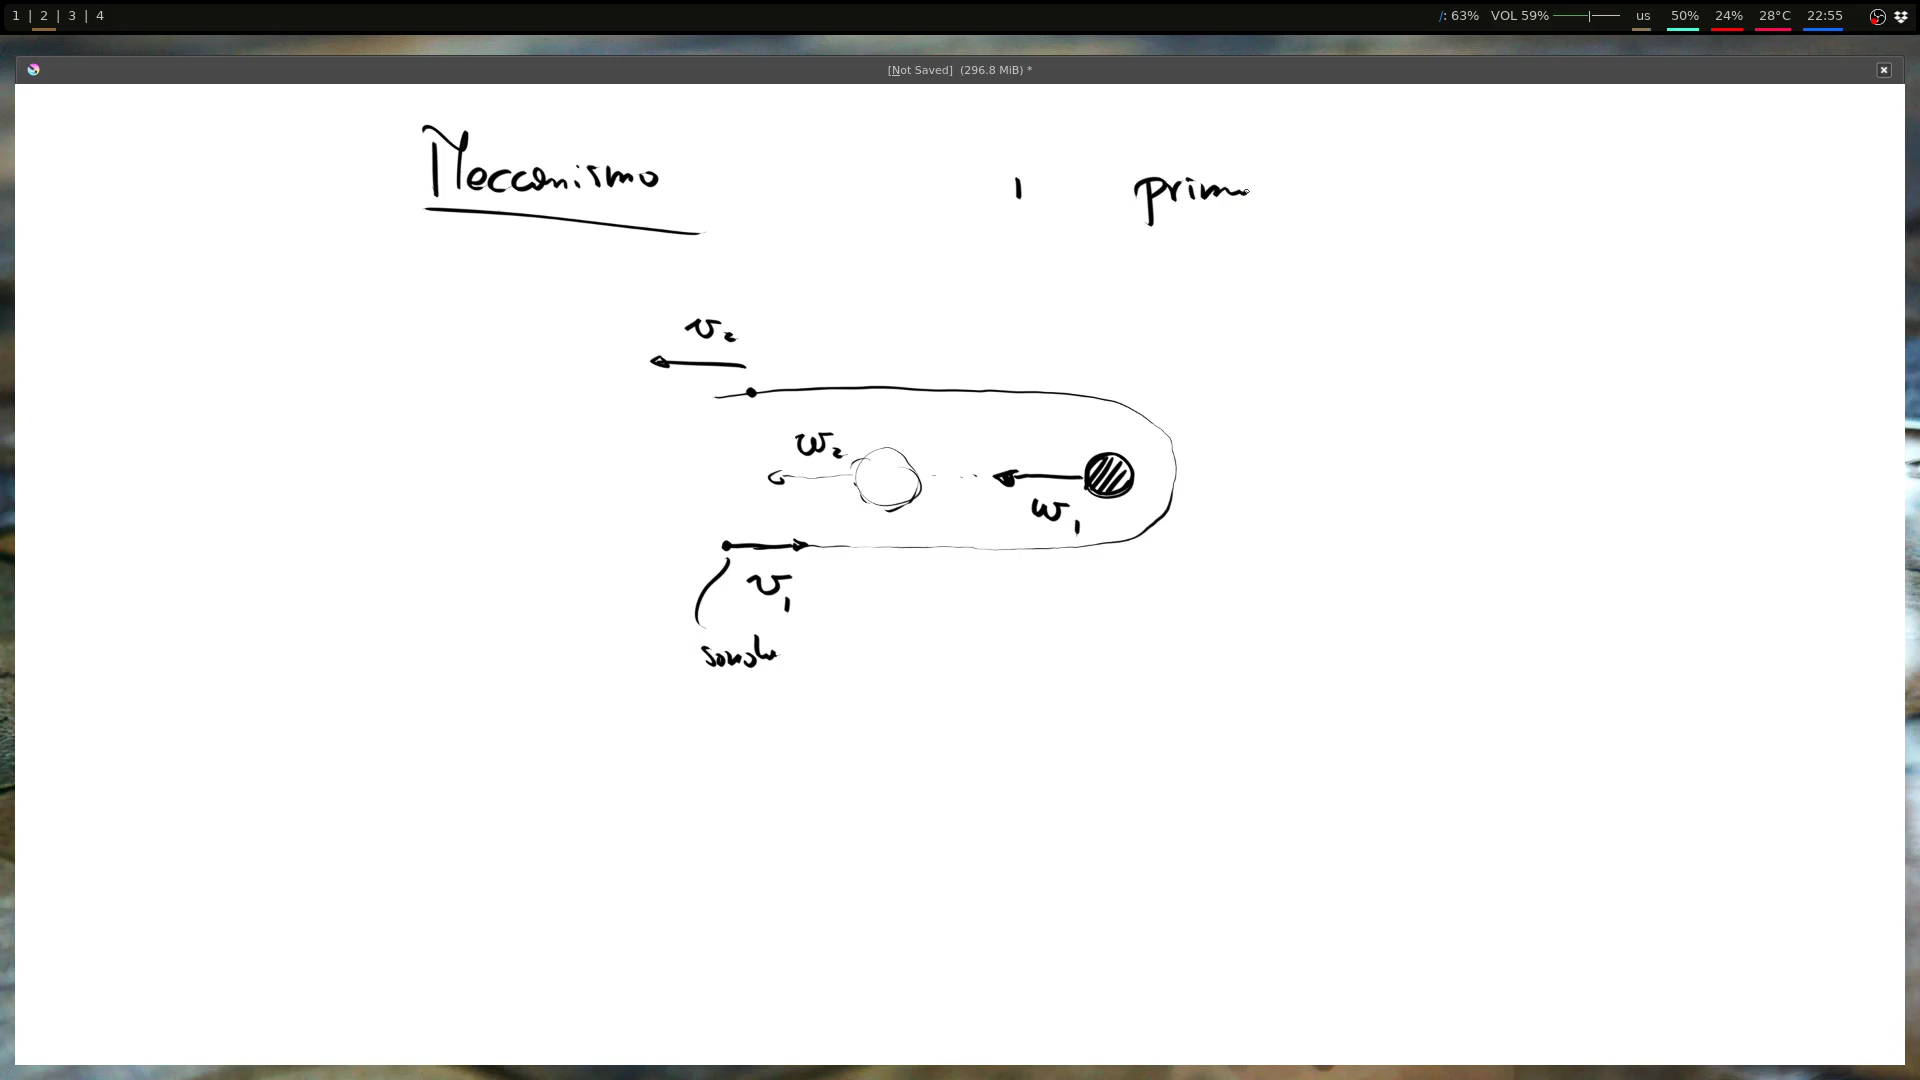 1 | 2 | 3 | 4 /: 63% VOL 59% us 50% 24% 28°C 22:55
[Not Saved] (296.8 MiB) *
Meccanismo 1 prima
v₂
w₂
w₁
v₁
sonda